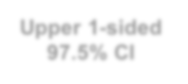 Upper 1-sided
97.5% CI